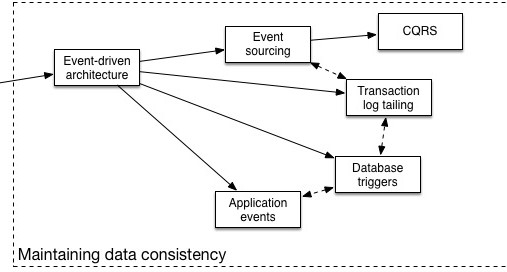 Event
sourcing
CQRS
Event-driven
architecture
Transaction
log tailing
Database
triggers
Application
events
Maintaining data consistency